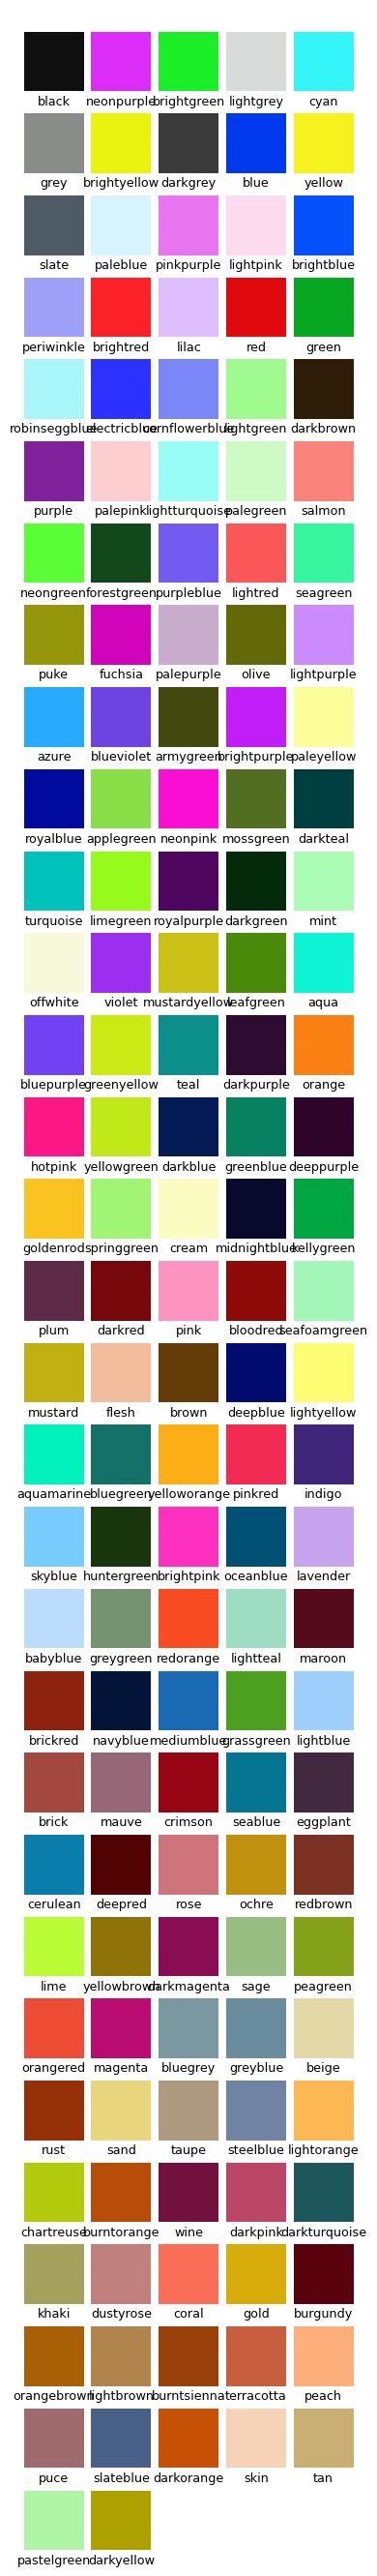 black neonpurple brightgreen lightgrey cyan
grey brightyellow darkgrey blue yellow
slate paleblue pinkpurple lightpink brightblue
periwinkle brightred lilac red green
robinseggblue electricblue cornflowerblue lightgreen darkbrown
purple palepink lightturquoise palegreen salmon
neongreen forestgreen purpleblue lightred seagreen
puke fuchsia palepurple olive lightpurple
azure blueviolet armygreen brightpurple paleyellow
royalblue applegreen neonpink mossgreen darkteal
turquoise limegreen royalpurple darkgreen mint
offwhite violet mustardyellow leafgreen aqua
bluepurple greenyellow teal darkpurple orange
hotpink yellowgreen darkblue greenblue deeppurple
goldenrod springgreen cream midnightblue kellygreen
plum darkred pink bloodred seafoamgreen
mustard flesh brown deepblue lightyellow
aquamarine bluegreen yelloworange pinkred indigo
skyblue huntergreen brightpink oceanblue lavender
babyblue greygreen redorange lightteal maroon
brickred navyblue mediumblue grassgreen lightblue
brick mauve crimson seablue eggplant
cerulean deepred rose ochre redbrown
lime yellowbrown darkmagenta sage peagreen
orangered magenta bluegrey greyblue beige
rust sand taupe steelblue lightorange
chartreuse burntorange wine darkpink darkturquoise
khaki dustyrose coral gold burgundy
orangebrown lightbrown burntsienna terracotta peach
puce slateblue darkorange skin tan
pastelgreen darkyellow